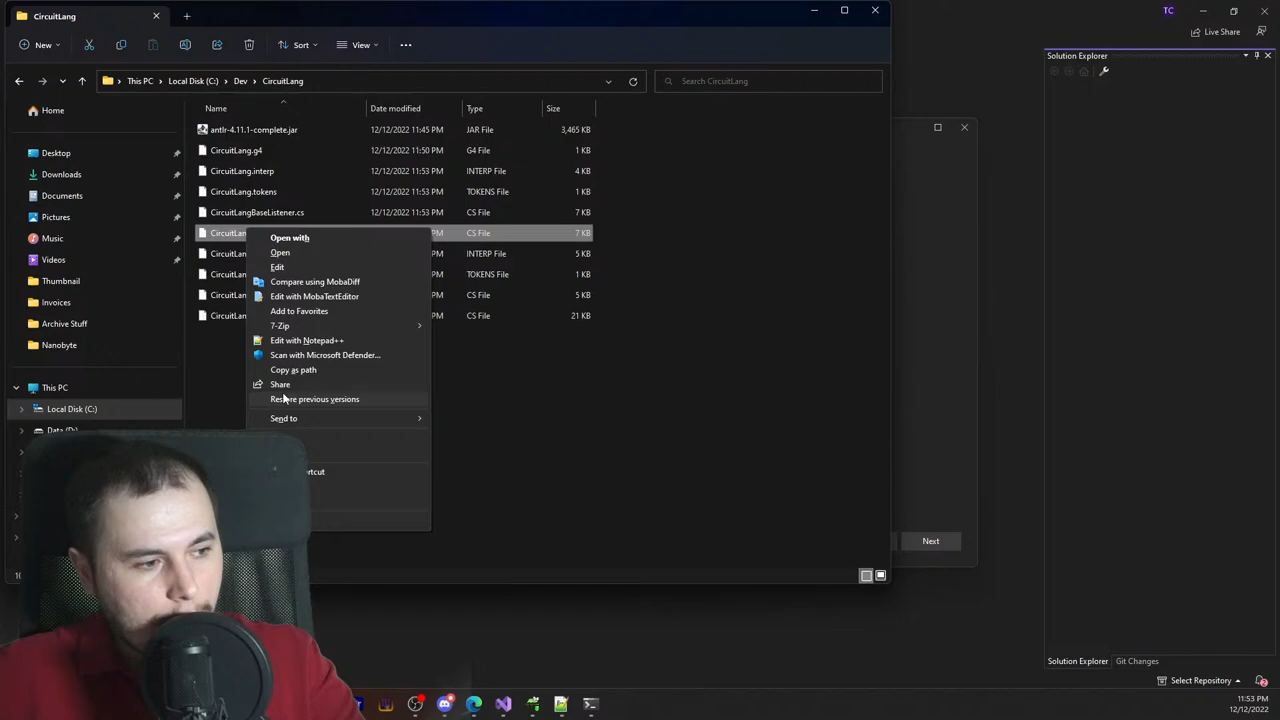 CircuitLang
TC
New
Sort
View
Live Share
Solution Explorer
This PC
Local Disk (C:)
Dev
CircuitLang
Search CircuitLang
Home
Desktop
Downloads
Documents
Pictures
Music
Videos
Thumbnail
Invoices
Archive Stuff
Nanobyte
This PC
Local Disk (C:)
Data (D:)
Name Date modified Type Size
antlr-4.11.1-complete.jar 12/12/2022 11:45 PM JAR File 3,465 KB
CircuitLang.g4 12/12/2022 11:50 PM G4 File 1 KB
CircuitLang.interp 12/12/2022 11:53 PM INTERP File 4 KB
CircuitLang.tokens 12/12/2022 11:53 PM TOKENS File 1 KB
CircuitLangBaseListener.cs 12/12/2022 11:53 PM CS File 7 KB
CircuitLan PM CS File 7 KB
CircuitLan PM INTERP File 5 KB
CircuitLan PM TOKENS File 1 KB
CircuitLan PM CS File 5 KB
CircuitLan PM CS File 21 KB
Open with
Open
Edit
Compare using MobaDiff
Edit with MobaTextEditor
Add to Favorites
7-Zip
Edit with Notepad++
Scan with Microsoft Defender...
Copy as path
Share
Restore previous versions
Send to
rtcut
Next
Solution Explorer
Git Changes
Select Repository
2
11:53 PM
12/12/2022